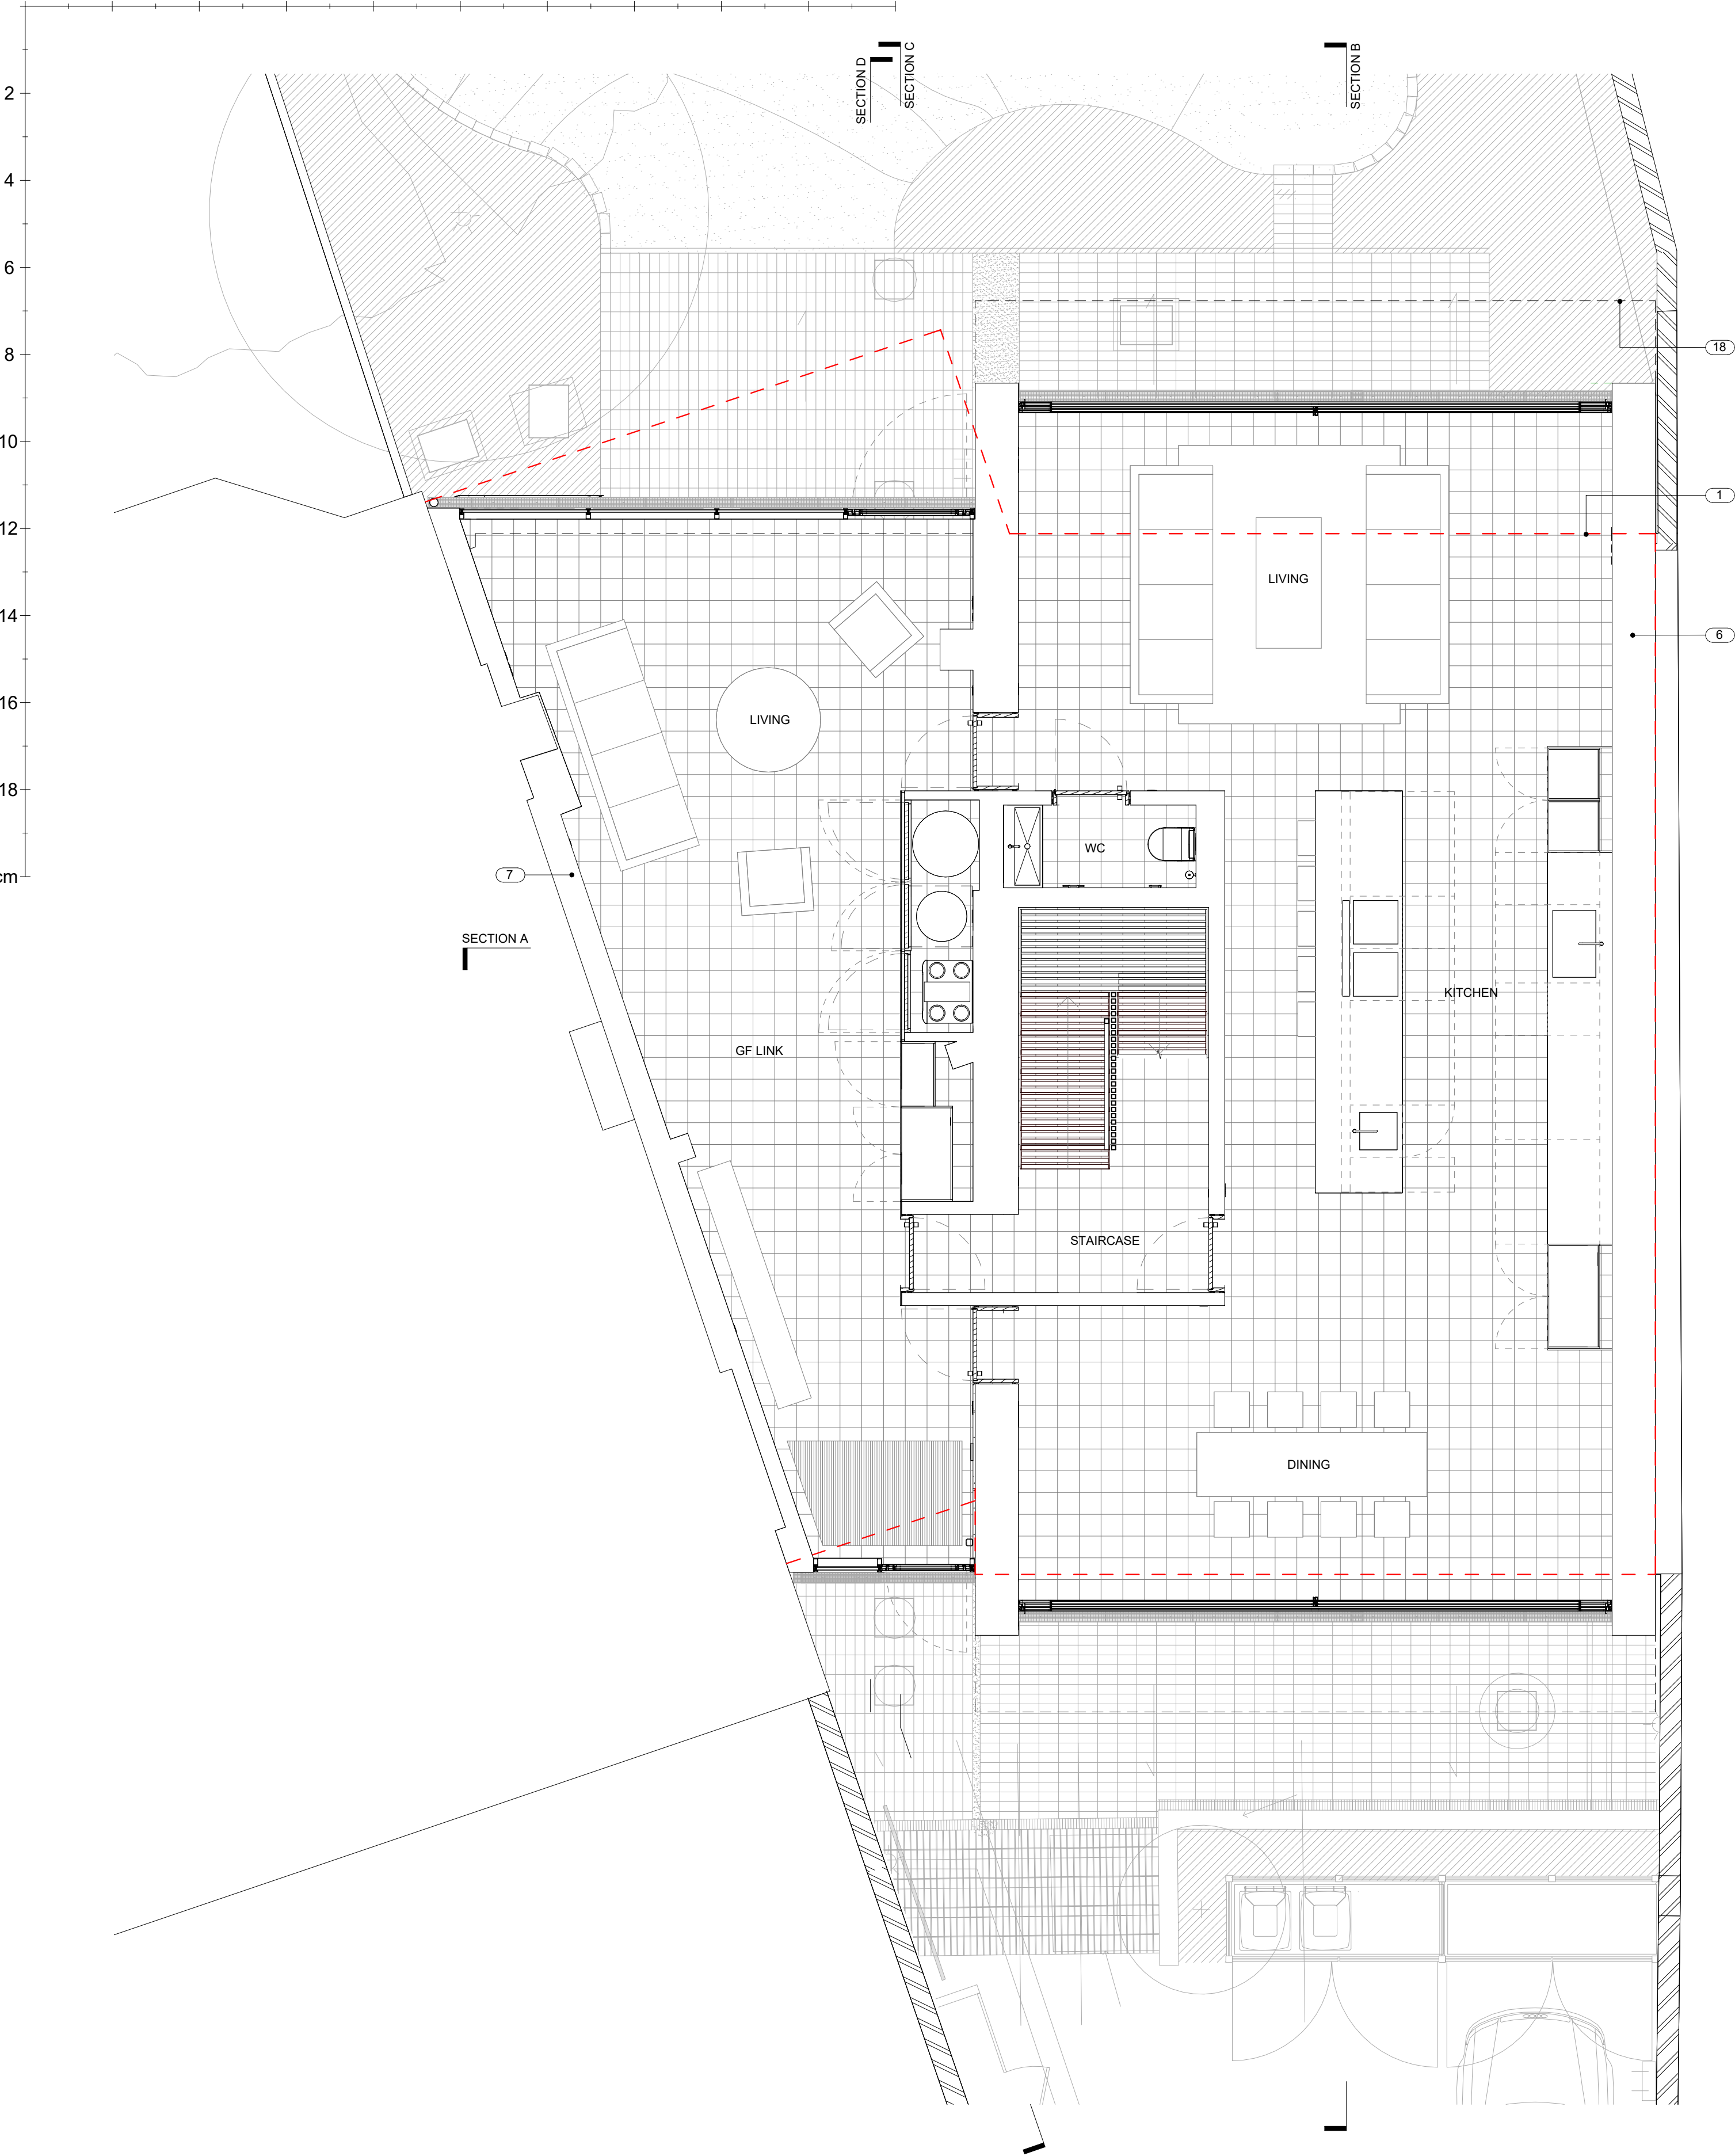 SECTION D
SECTION C
SECTION B
2
4
6
8
18
10
1
12
LIVING
14
6
16
LIVING
18
WC
7
cm
SECTION A
KITCHEN
GF LINK
STAIRCASE
DINING